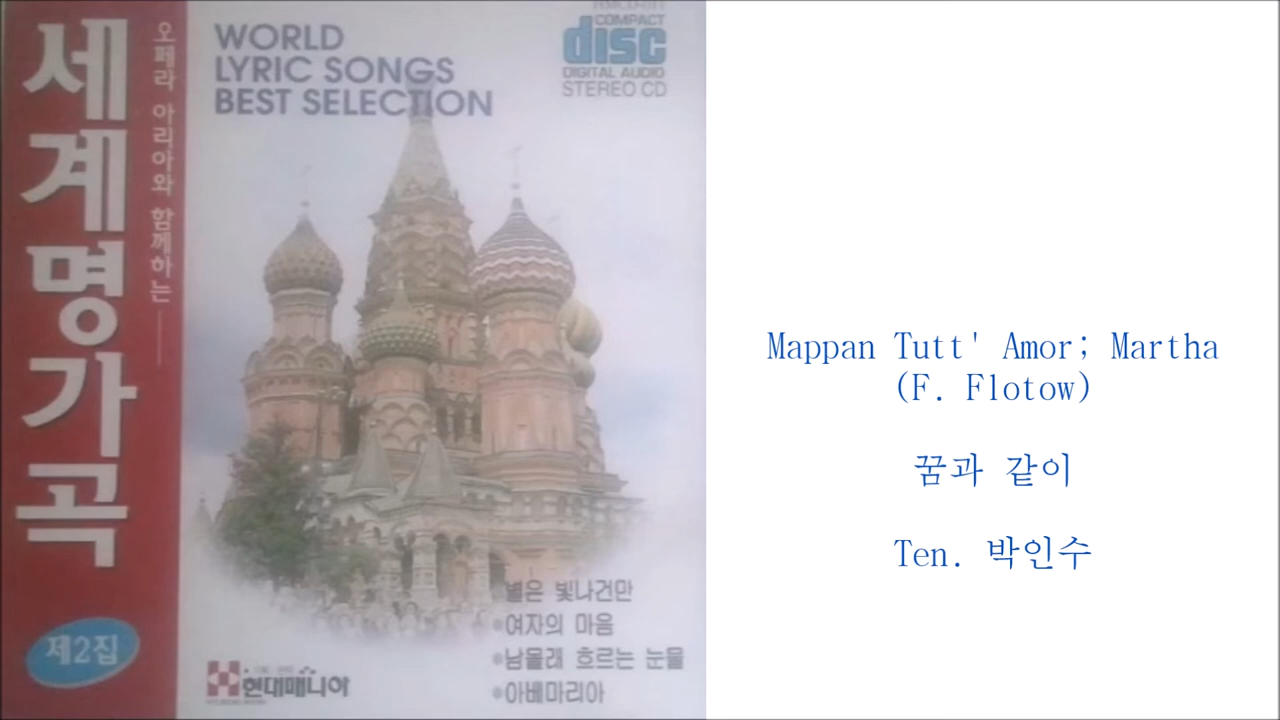 세계명가곡
오페라 아리아와 함께하는
제2집
WORLD
LYRIC SONGS
BEST SELECTION
COMPACT
disc
DIGITAL AUDIO
STEREO CD
별은 빛나건만
여자의 마음
남몰래 흐르는 눈물
아베마리아
현대매니아
Mappan Tutt' Amor; Martha
(F. Flotow)
꿈과 같이
Ten. 박인수